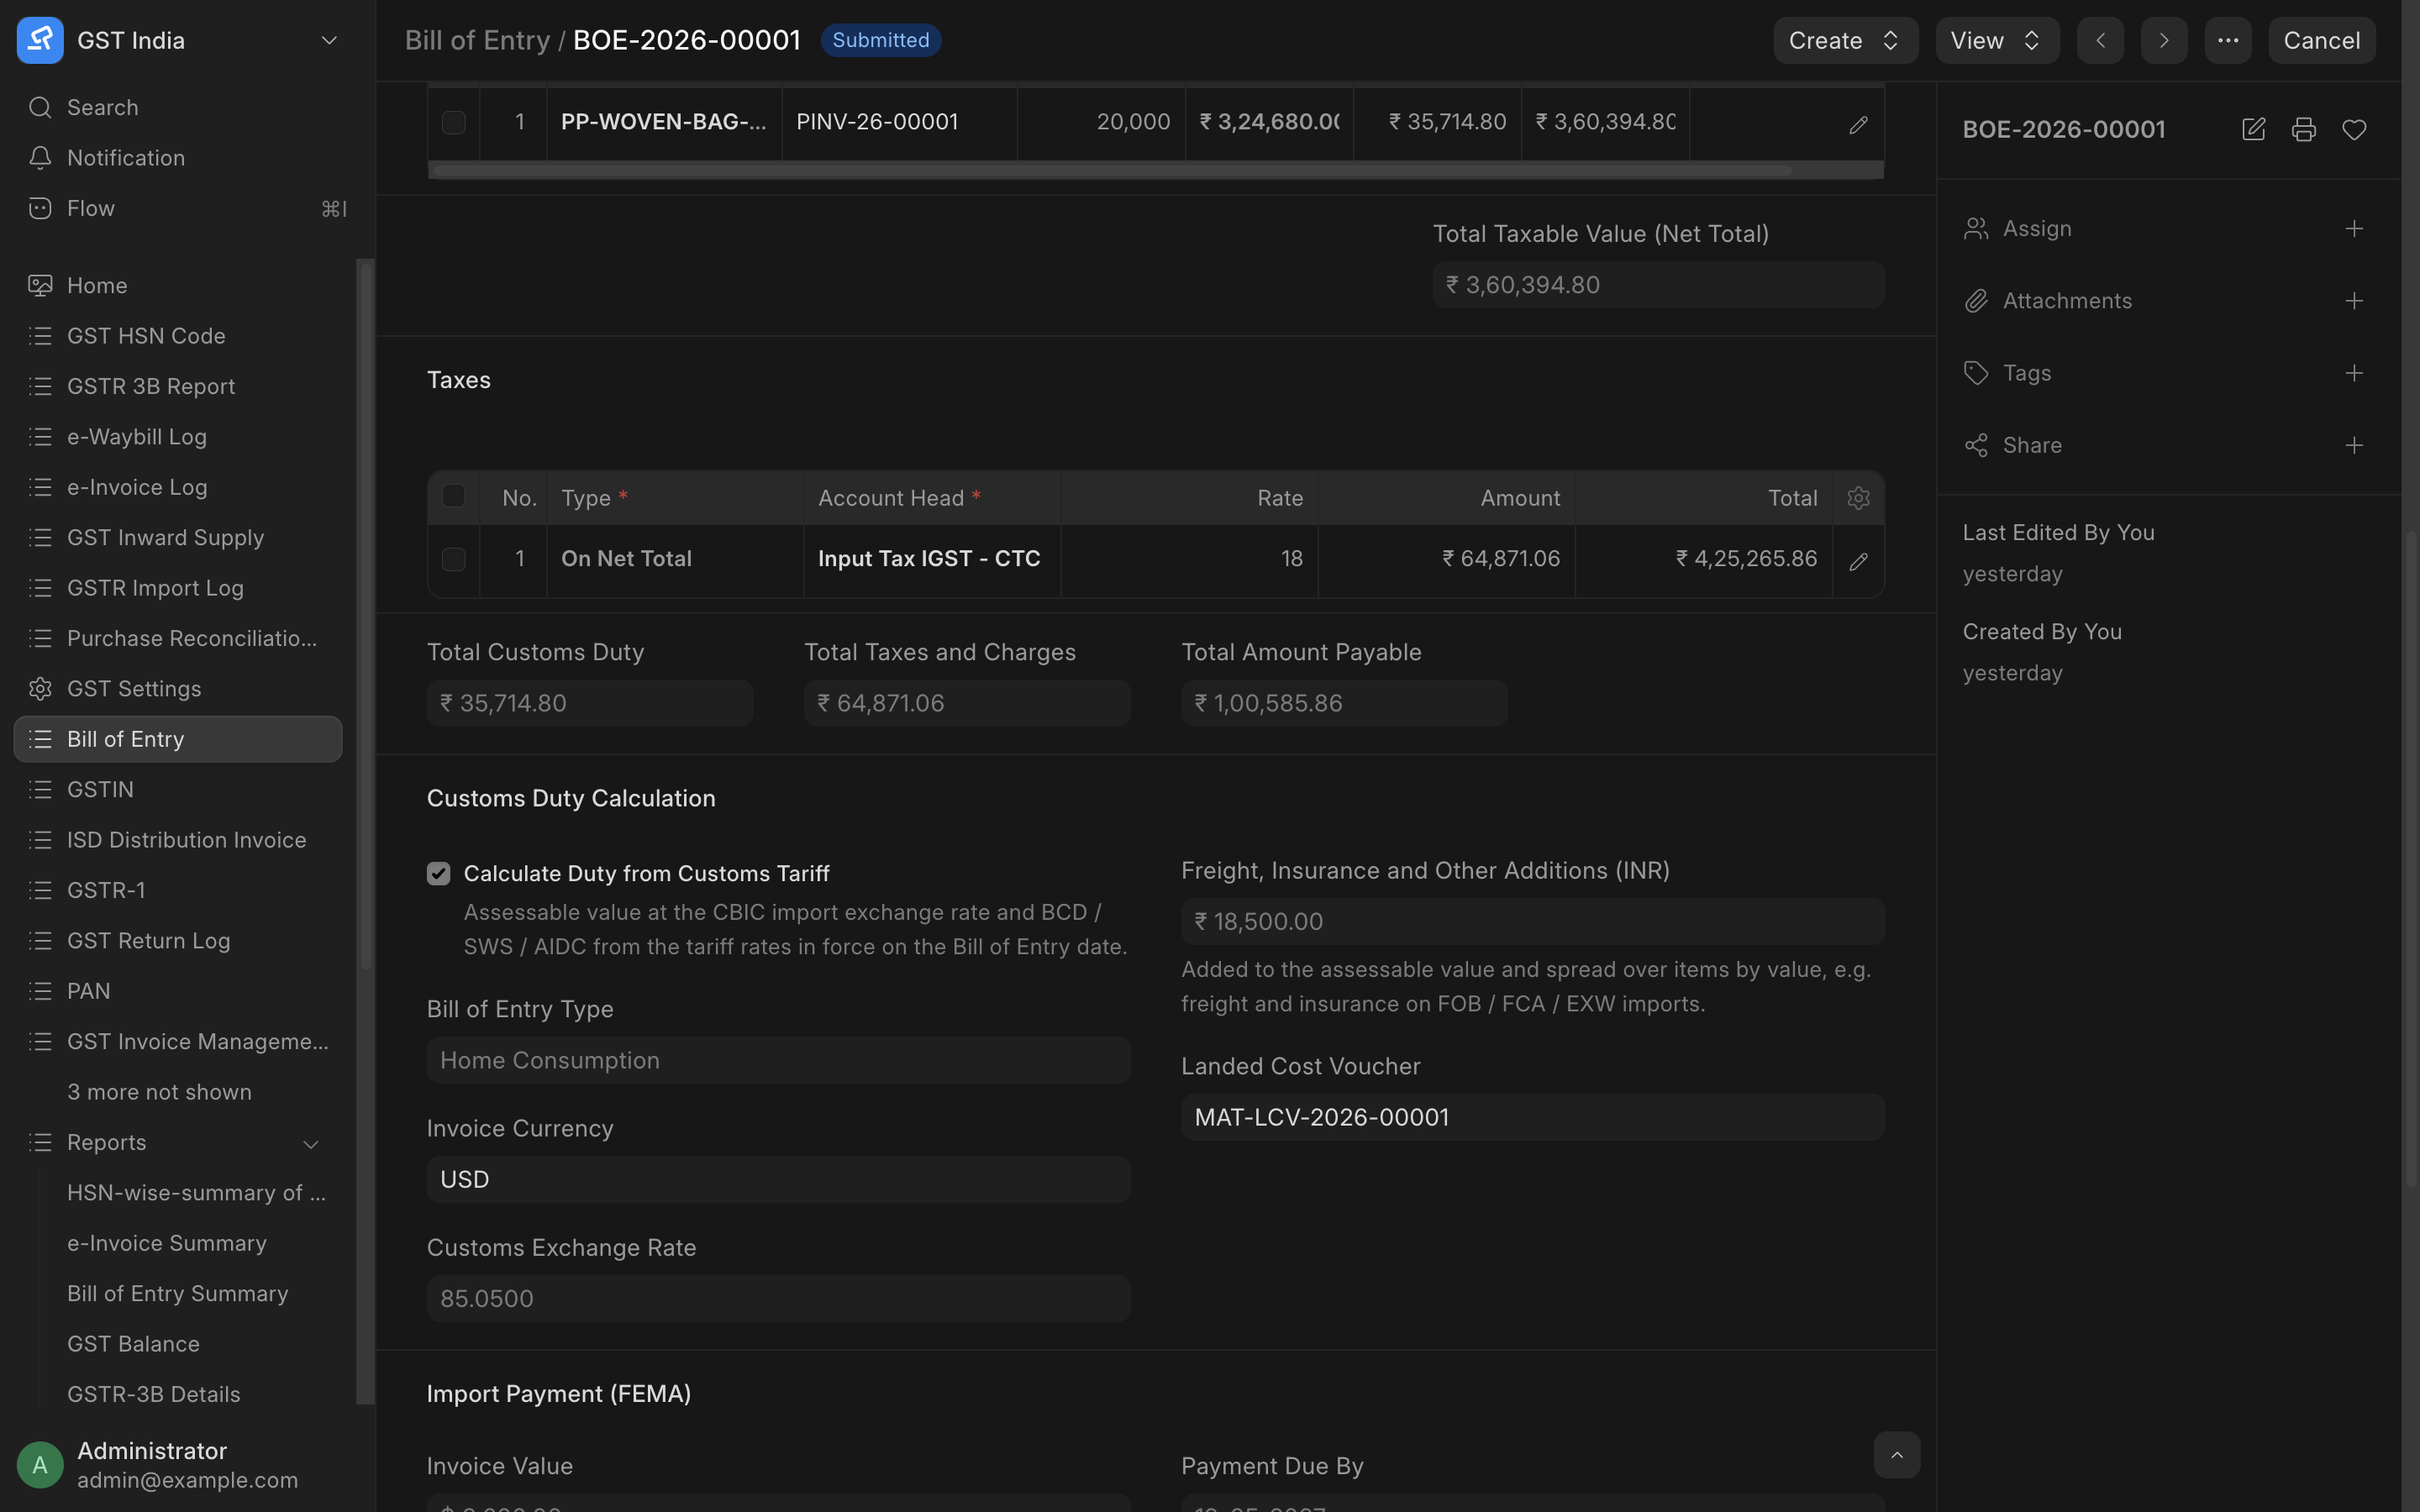 GST India
Bill of Entry / BOE-2026-00001 Submitted
Create
View
Cancel
Search
Notification
Flow ⌘I
Home
GST HSN Code
GSTR 3B Report
e-Waybill Log
e-Invoice Log
GST Inward Supply
GSTR Import Log
Purchase Reconciliatio...
GST Settings
Bill of Entry
GSTIN
ISD Distribution Invoice
GSTR-1
GST Return Log
PAN
GST Invoice Manageme...
3 more not shown
Reports
HSN-wise-summary of ...
e-Invoice Summary
Bill of Entry Summary
GST Balance
GSTR-3B Details
A
Administrator
admin@example.com
1 PP-WOVEN-BAG-... PINV-26-00001 20,000 ₹ 3,24,680.0 ₹ 35,714.80 ₹ 3,60,394.80
Total Taxable Value (Net Total)
₹ 3,60,394.80
Taxes
No. Type * Account Head * Rate Amount Total
1 On Net Total Input Tax IGST - CTC 18 ₹ 64,871.06 ₹ 4,25,265.86
Total Customs Duty
₹ 35,714.80
Total Taxes and Charges
₹ 64,871.06
Total Amount Payable
₹ 1,00,585.86
Customs Duty Calculation
Calculate Duty from Customs Tariff
Assessable value at the CBIC import exchange rate and BCD /
SWS / AIDC from the tariff rates in force on the Bill of Entry date.
Bill of Entry Type
Home Consumption
Invoice Currency
USD
Customs Exchange Rate
85.0500
Freight, Insurance and Other Additions (INR)
₹ 18,500.00
Added to the assessable value and spread over items by value, e.g.
freight and insurance on FOB / FCA / EXW imports.
Landed Cost Voucher
MAT-LCV-2026-00001
Import Payment (FEMA)
Invoice Value
Payment Due By
BOE-2026-00001
Assign
Attachments
Tags
Share
Last Edited By You
yesterday
Created By You
yesterday